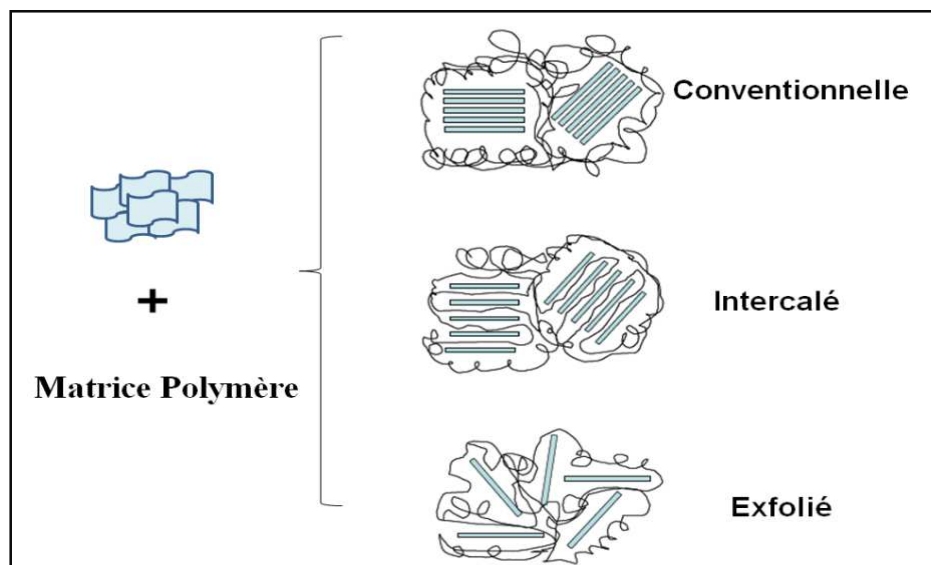 Conventionnelle
+
Intercalé
Matrice Polymère
Exfolié